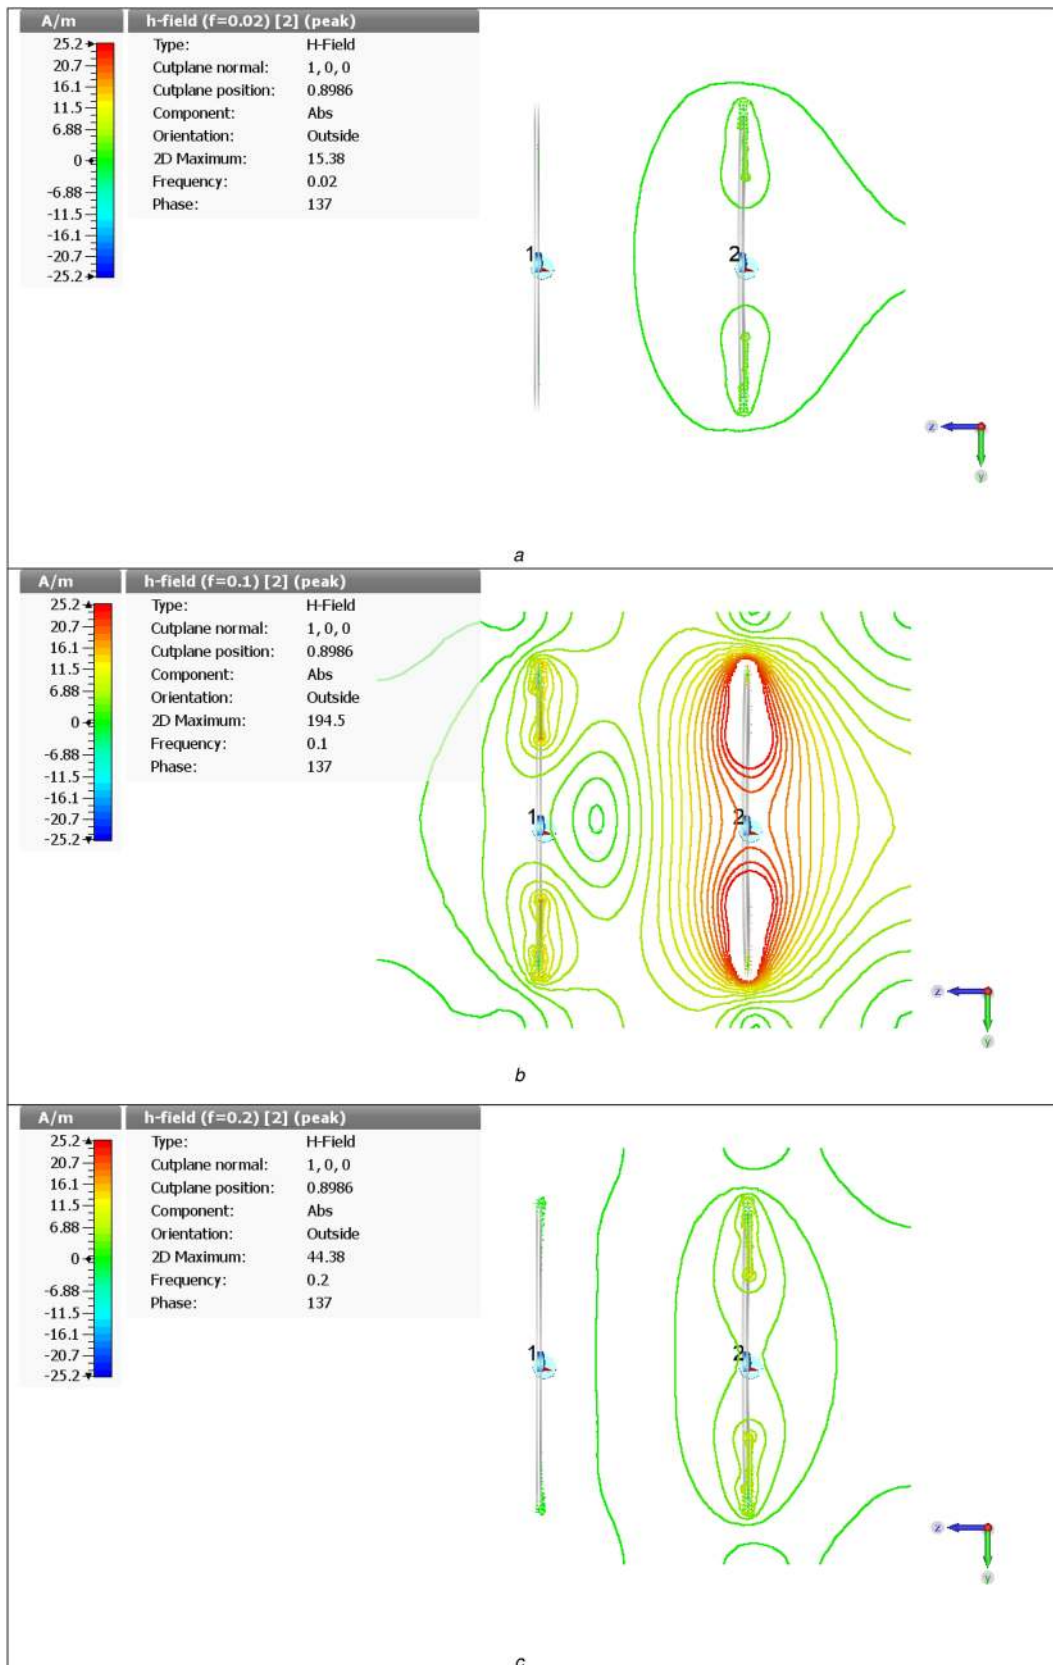 A/m h-field (f=0.02) [2] (peak)
25.2 Type: H-Field
20.7 Cutplane normal: 1, 0, 0
16.1 Cutplane position: 0.8986
11.5 Component: Abs
6.88 Orientation: Outside
0 2D Maximum: 15.38
-6.88 Frequency: 0.02
-11.5 Phase: 137
-16.1
-20.7
-25.2
1 2
z
y
a
A/m h-field (f=0.1) [2] (peak)
25.2 Type: H-Field
20.7 Cutplane normal: 1, 0, 0
16.1 Cutplane position: 0.8986
11.5 Component: Abs
6.88 Orientation: Outside
0 2D Maximum: 194.5
-6.88 Frequency: 0.1
-11.5 Phase: 137
-16.1
-20.7
-25.2
1 2
z
y
b
A/m h-field (f=0.2) [2] (peak)
25.2 Type: H-Field
20.7 Cutplane normal: 1, 0, 0
16.1 Cutplane position: 0.8986
11.5 Component: Abs
6.88 Orientation: Outside
0 2D Maximum: 44.38
-6.88 Frequency: 0.2
-11.5 Phase: 137
-16.1
-20.7
-25.2
1 2
z
y
c